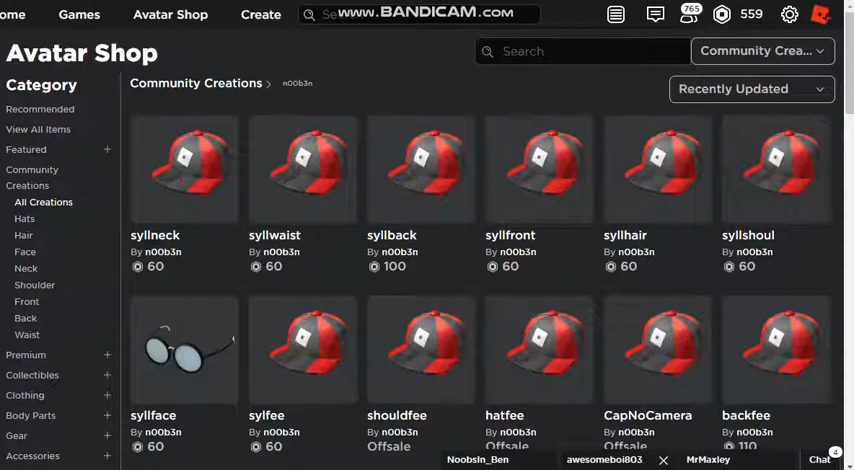 ome Games Avatar Shop Create Se WWW.BANDICAM.COM 765 559
Avatar Shop Search Community Crea...
Category Community Creations > n00b3n Recently Updated
Recommended
View All Items
Featured +
Community
Creations
All Creations
Hats
Hair
Face
Neck
Shoulder
Front
Back
Waist
Premium +
Collectibles +
Clothing +
Body Parts +
Gear +
Accessories +
syllneck syllwaist syllback syllfront syllhair syllshoul
By n00b3n By n00b3n By n00b3n By n00b3n By n00b3n By n00b3n
60 60 100 60 60 60
syllface sylfee shouldfee hatfee CapNoCamera backfee
By n00b3n By n00b3n By n00b3n By n00b3n By n00b3n By n00b3n
60 60 Offsale Offsale Offsale 110
NoobsIn_Ben awesomeboi803 MrMaxley Chat 4